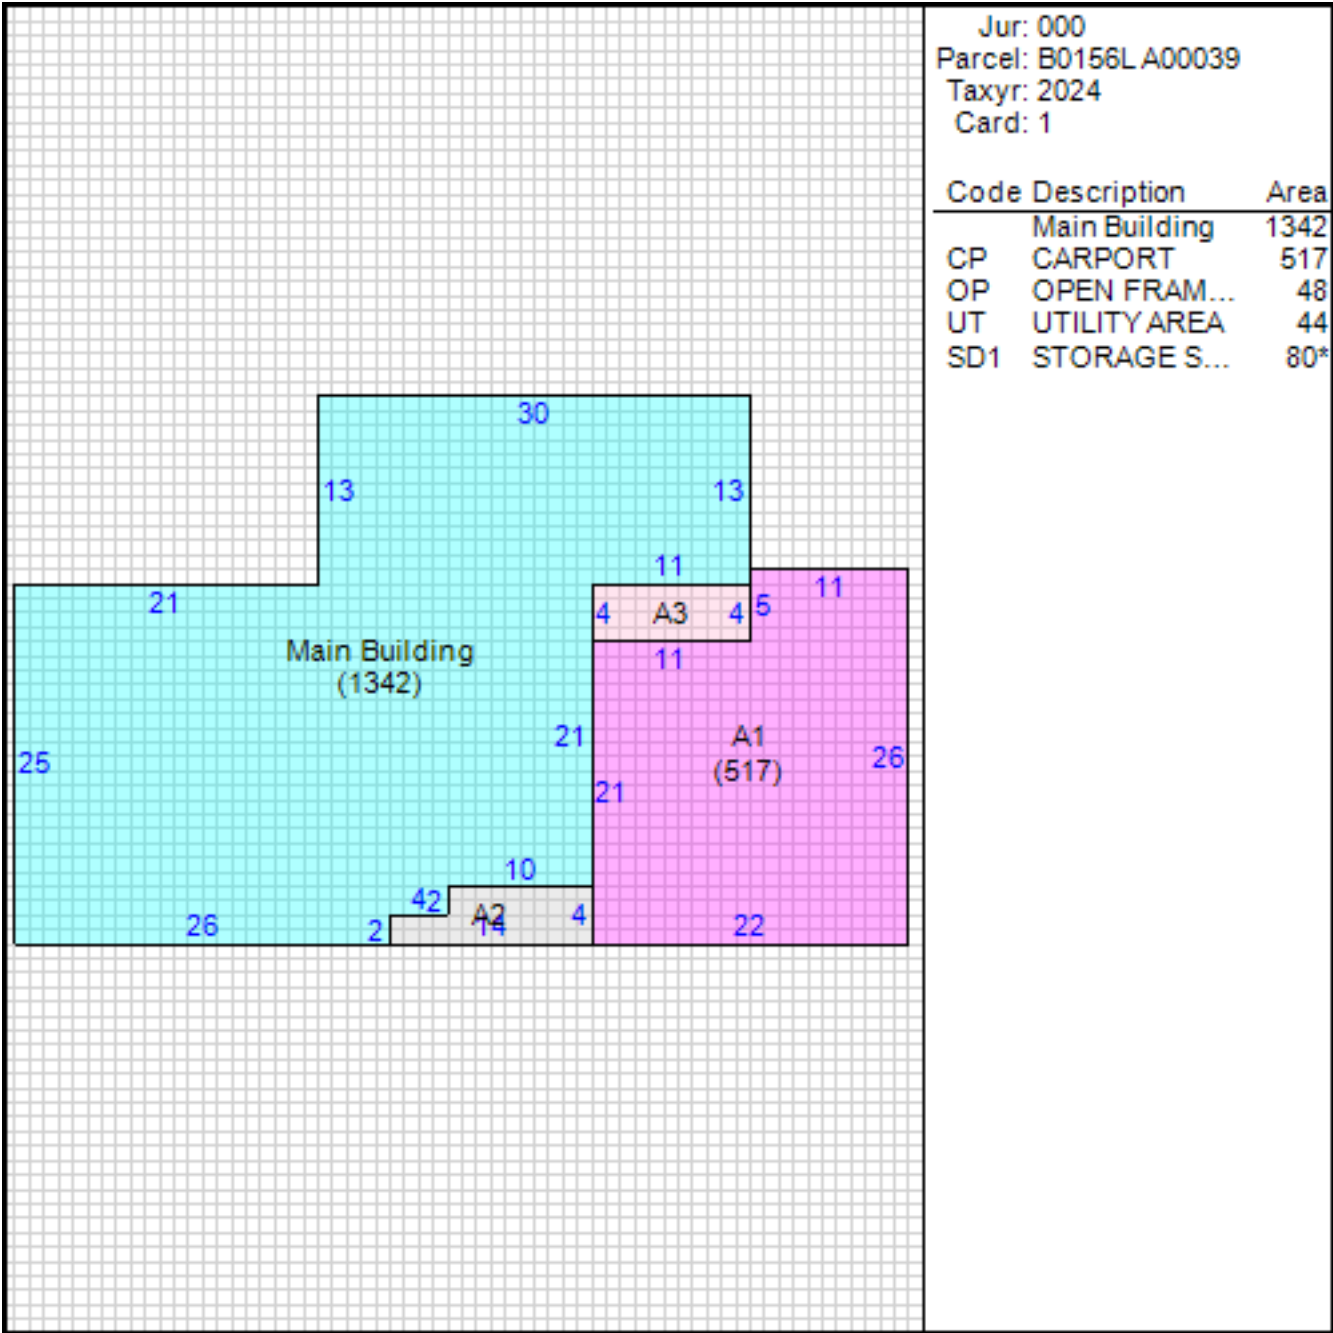 Jur: 000
Parcel: B0156L A00039
Taxyr: 2024
Card: 1
Code Description Area
Main Building 1342
CP CARPORT 517
OP OPEN FRAM... 48
UT UTILITY AREA 44
SD1 STORAGE S... 80*
30
13 13
11
21 11
4 A3 4 5
Main Building
(1342)
11
21 A1
(517)
25 26
21
10
42
A2 4
26 2 14 22